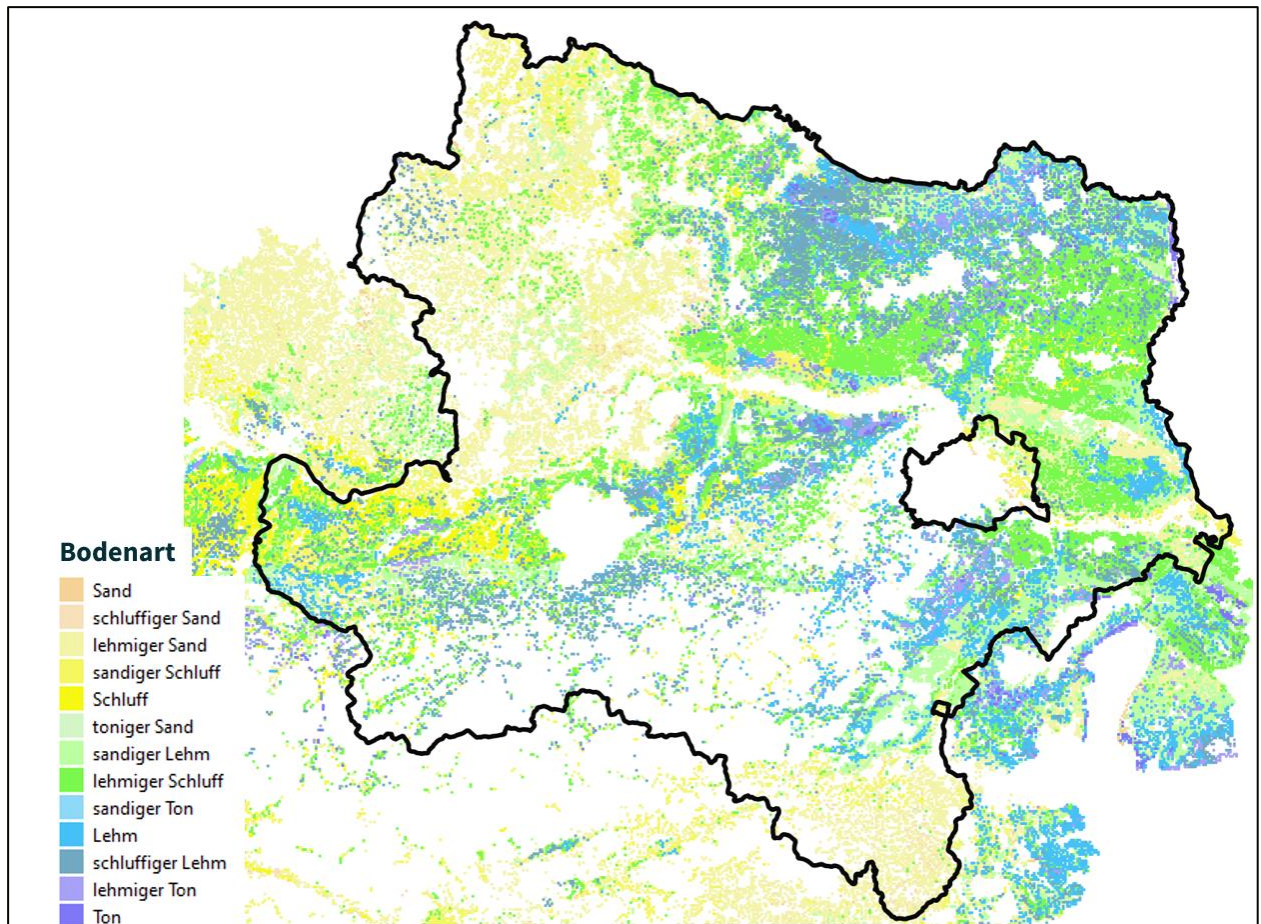 Bodenart
Sand
schluffiger Sand
lehmiger Sand
sandiger Schluff
Schluff
toniger Sand
sandiger Lehm
lehmiger Schluff
sandiger Ton
Lehm
schluffiger Lehm
lehmiger Ton
Ton